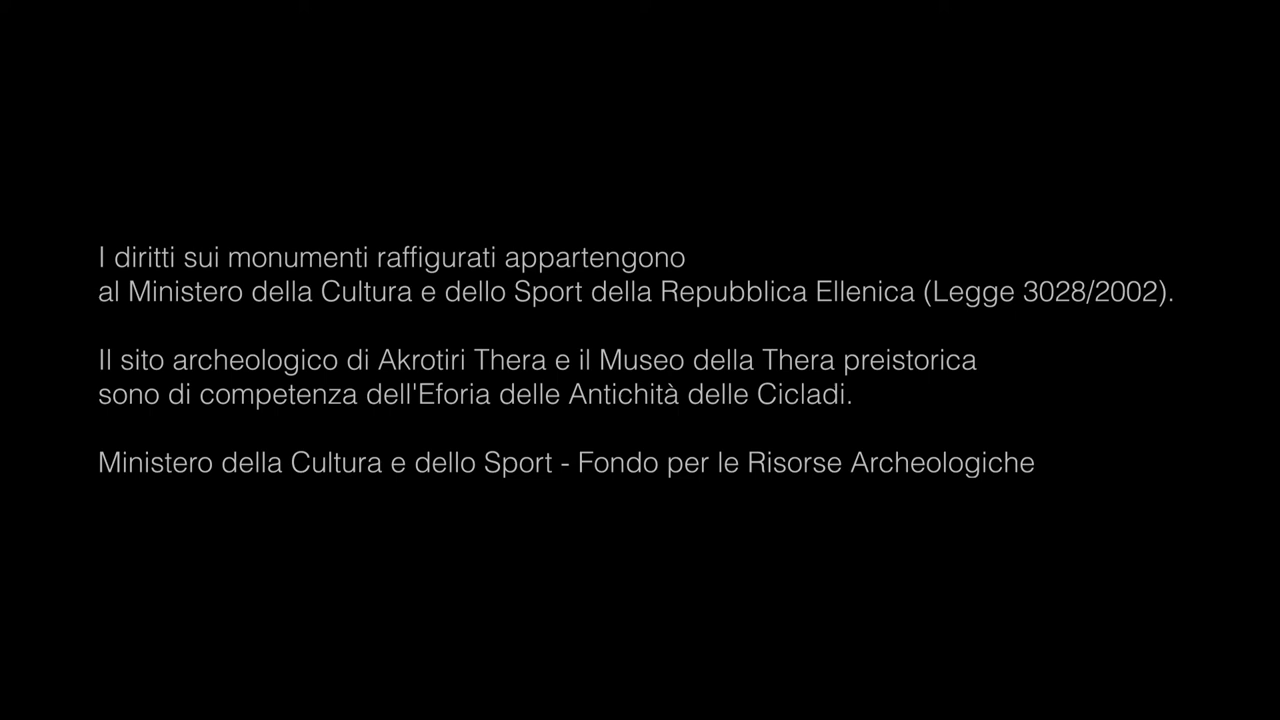 I diritti sui monumenti raffigurati appartengono
al Ministero della Cultura e dello Sport della Repubblica Ellenica (Legge 3028/2002).
Il sito archeologico di Akrotiri Thera e il Museo della Thera preistorica
sono di competenza dell'Eforia delle Antichità delle Cicladi.
Ministero della Cultura e dello Sport - Fondo per le Risorse Archeologiche